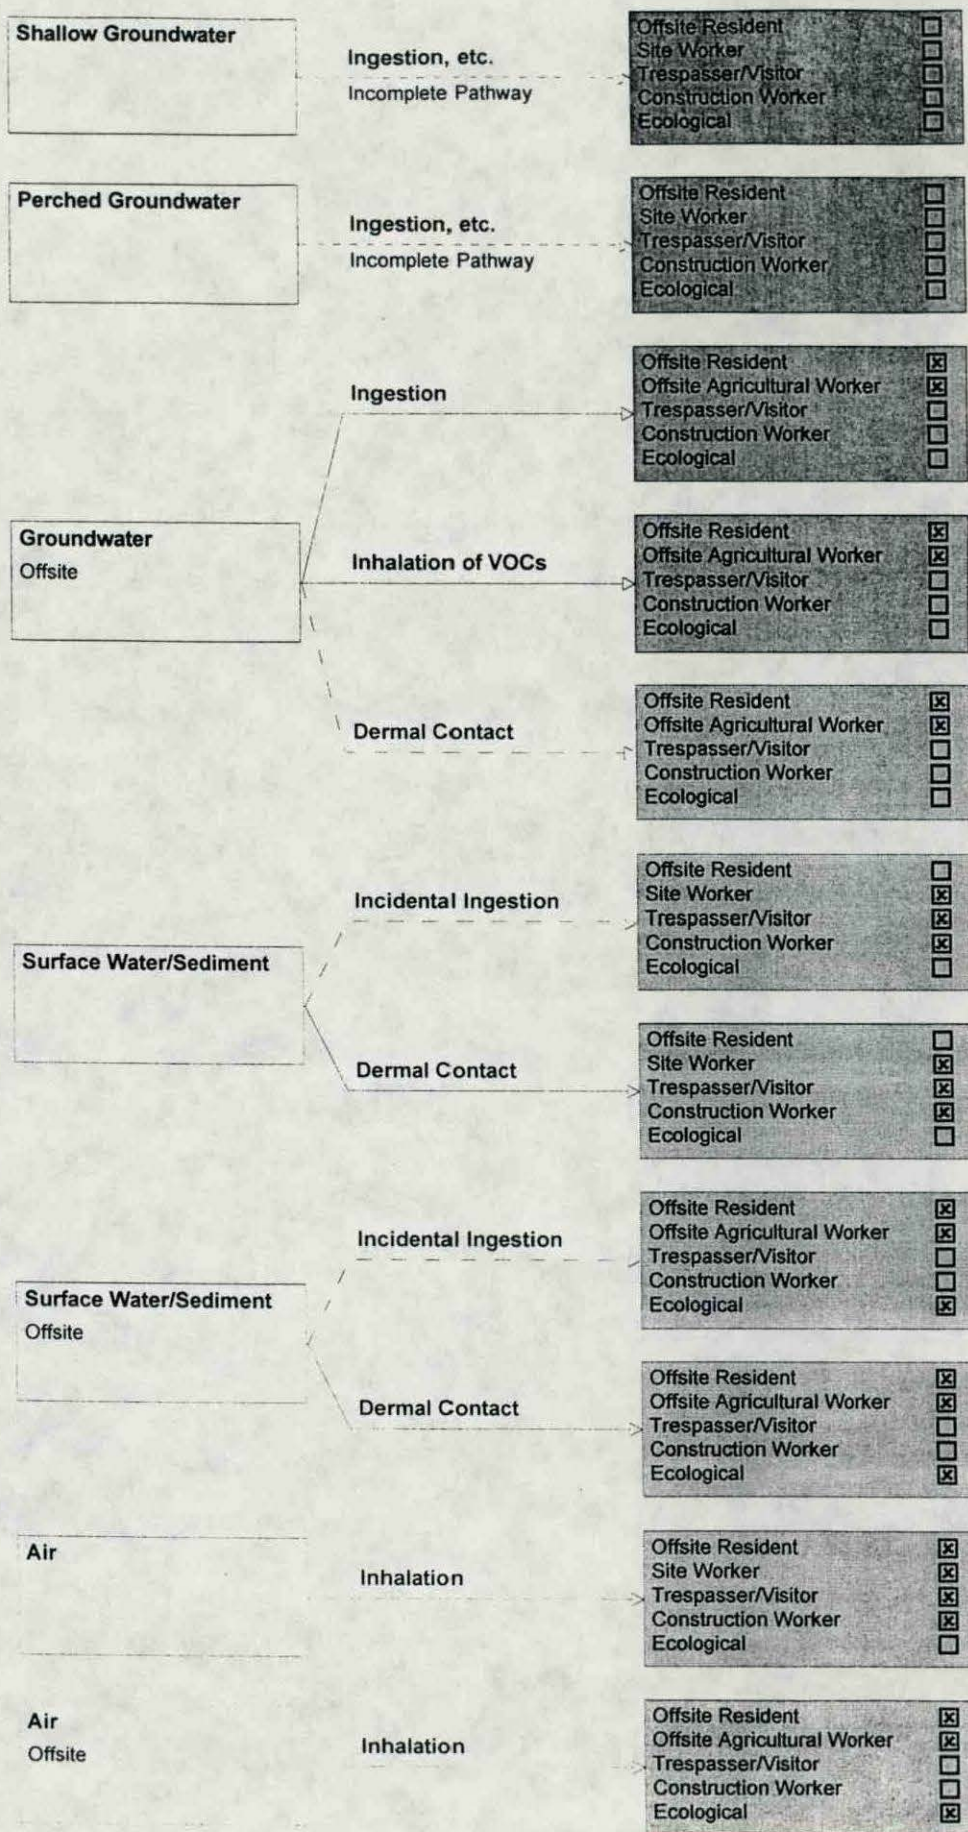 Shallow Groundwater
Ingestion, etc.
Incomplete Pathway
Offsite Resident ☐
Site Worker ☐
Trespasser/Visitor ☐
Construction Worker ☐
Ecological ☐
Perched Groundwater
Ingestion, etc.
Incomplete Pathway
Offsite Resident ☐
Site Worker ☐
Trespasser/Visitor ☐
Construction Worker ☐
Ecological ☐
Groundwater
Offsite
Ingestion
Offsite Resident ☒
Offsite Agricultural Worker ☒
Trespasser/Visitor ☐
Construction Worker ☐
Ecological ☐
Inhalation of VOCs
Offsite Resident ☒
Offsite Agricultural Worker ☒
Trespasser/Visitor ☐
Construction Worker ☐
Ecological ☐
Dermal Contact
Offsite Resident ☒
Offsite Agricultural Worker ☒
Trespasser/Visitor ☐
Construction Worker ☐
Ecological ☐
Surface Water/Sediment
Incidental Ingestion
Offsite Resident ☐
Site Worker ☒
Trespasser/Visitor ☒
Construction Worker ☒
Ecological ☐
Dermal Contact
Offsite Resident ☐
Site Worker ☒
Trespasser/Visitor ☒
Construction Worker ☒
Ecological ☐
Surface Water/Sediment
Offsite
Incidental Ingestion
Offsite Resident ☒
Offsite Agricultural Worker ☒
Trespasser/Visitor ☐
Construction Worker ☐
Ecological ☒
Dermal Contact
Offsite Resident ☒
Offsite Agricultural Worker ☒
Trespasser/Visitor ☐
Construction Worker ☐
Ecological ☒
Air
Inhalation
Offsite Resident ☒
Site Worker ☒
Trespasser/Visitor ☒
Construction Worker ☒
Ecological ☐
Air
Offsite
Inhalation
Offsite Resident ☒
Offsite Agricultural Worker ☒
Trespasser/Visitor ☐
Construction Worker ☐
Ecological ☒